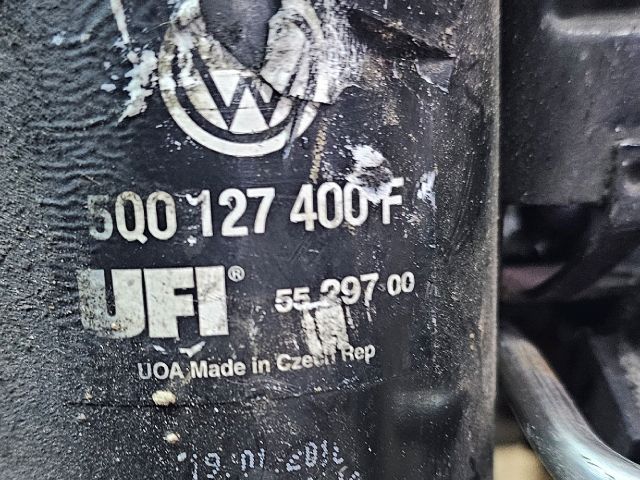 5Q0 127 400 F
UFI® 55.297 00
UOA Made in Czech Rep